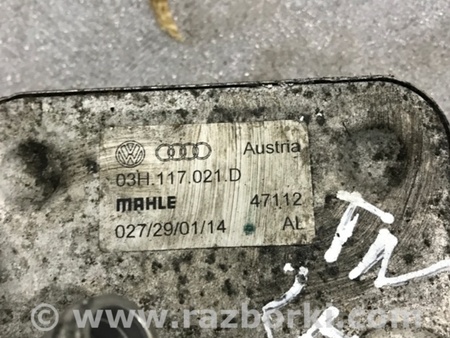 Austria
03H.117.021.D
MAHLE 47112
027/29/01/14 AL
www.razborka.com